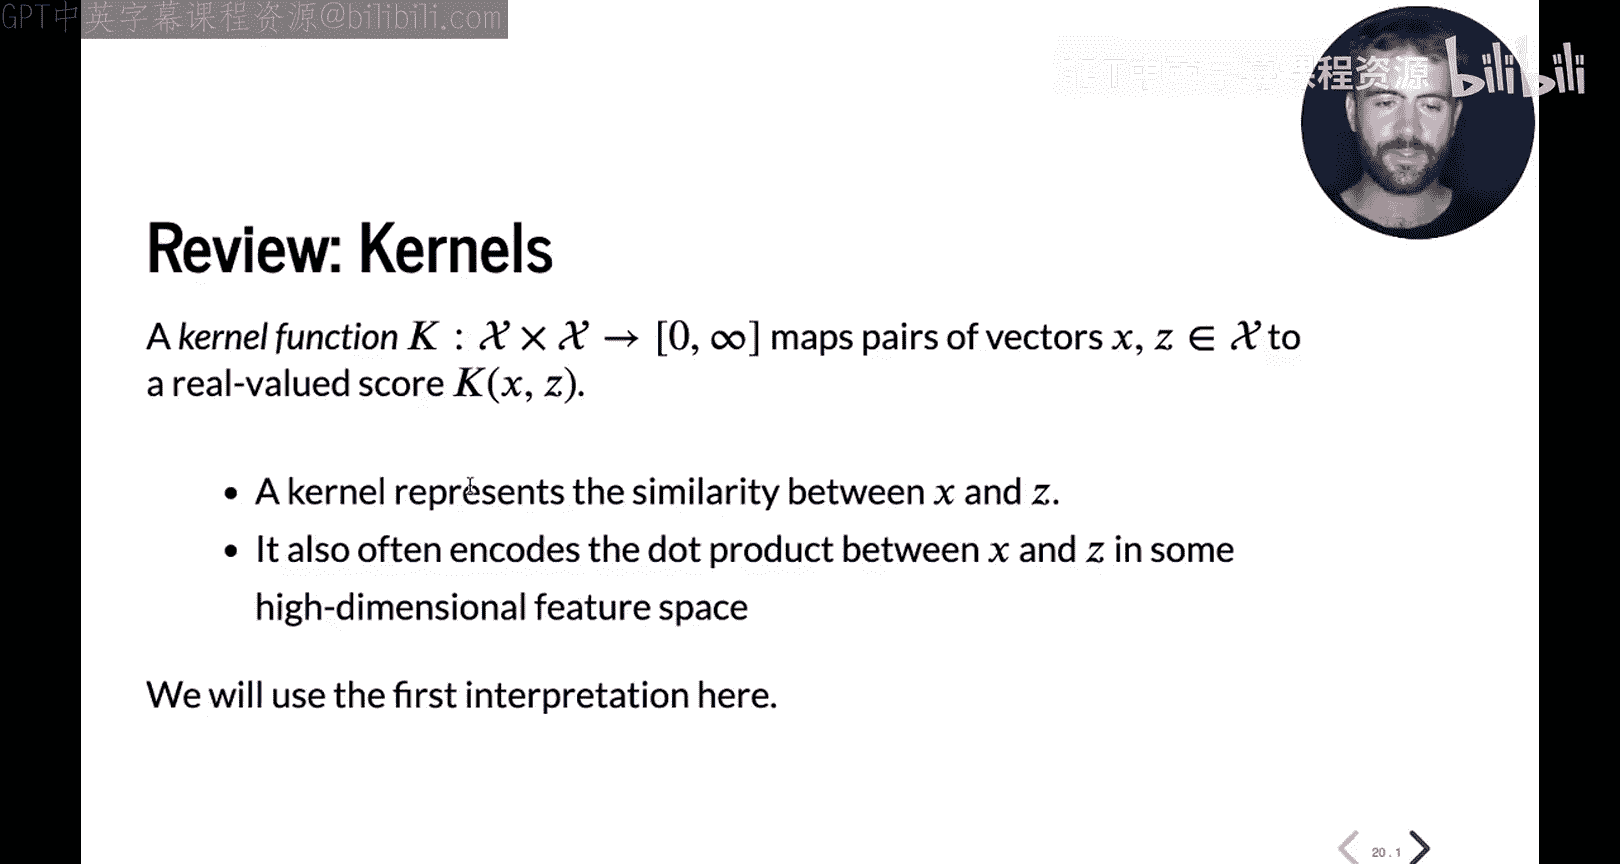 GPT中英字幕课程资源@bilibili.com
程资源 bilibili
Review: Kernels
A kernel function K : 𝒳 × 𝒳 → [0, ∞] maps pairs of vectors x, z ∈ 𝒳 to
a real-valued score K(x, z).
• A kernel represents the similarity between x and z.
• It also often encodes the dot product between x and z in some
high-dimensional feature space
We will use the first interpretation here.
20 . 1